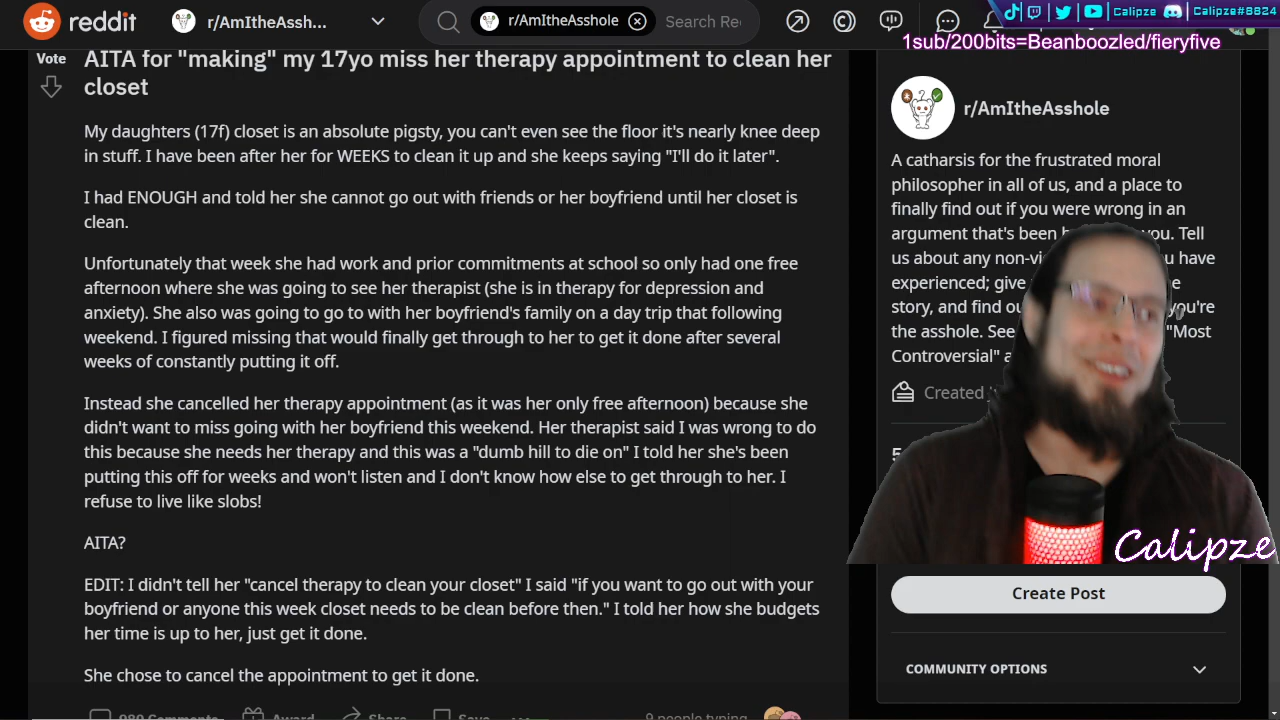 reddit
r/AmItheAssh...
r/AmItheAsshole
Search Re
Calipze
Calipze#8824
1sub/200bits=Beanboozled/fieryfive
Vote
AITA for "making" my 17yo miss her therapy appointment to clean her
closet
My daughters (17f) closet is an absolute pigsty, you can't even see the floor it's nearly knee deep
in stuff. I have been after her for WEEKS to clean it up and she keeps saying "I'll do it later".
I had ENOUGH and told her she cannot go out with friends or her boyfriend until her closet is
clean.
Unfortunately that week she had work and prior commitments at school so only had one free
afternoon where she was going to see her therapist (she is in therapy for depression and
anxiety). She also was going to go to with her boyfriend's family on a day trip that following
weekend. I figured missing that would finally get through to her to get it done after several
weeks of constantly putting it off.
Instead she cancelled her therapy appointment (as it was her only free afternoon) because she
didn't want to miss going with her boyfriend this weekend. Her therapist said I was wrong to do
this because she needs her therapy and this was a "dumb hill to die on" I told her she's been
putting this off for weeks and won't listen and I don't know how else to get through to her. I
refuse to live like slobs!
AITA?
EDIT: I didn't tell her "cancel therapy to clean your closet" I said "if you want to go out with your
boyfriend or anyone this week closet needs to be clean before then." I told her how she budgets
her time is up to her, just get it done.
She chose to cancel the appointment to get it done.
989 Comments
Award
Share
Save
9 people typing
r/AmItheAsshole
A catharsis for the frustrated moral
philosopher in all of us, and a place to
finally find out if you were wrong in an
argument that's been you. Tell
us about any have
experienced; give
story, and find you're
the asshole. See "Most
Controversial"
Created
Calipze
Create Post
COMMUNITY OPTIONS